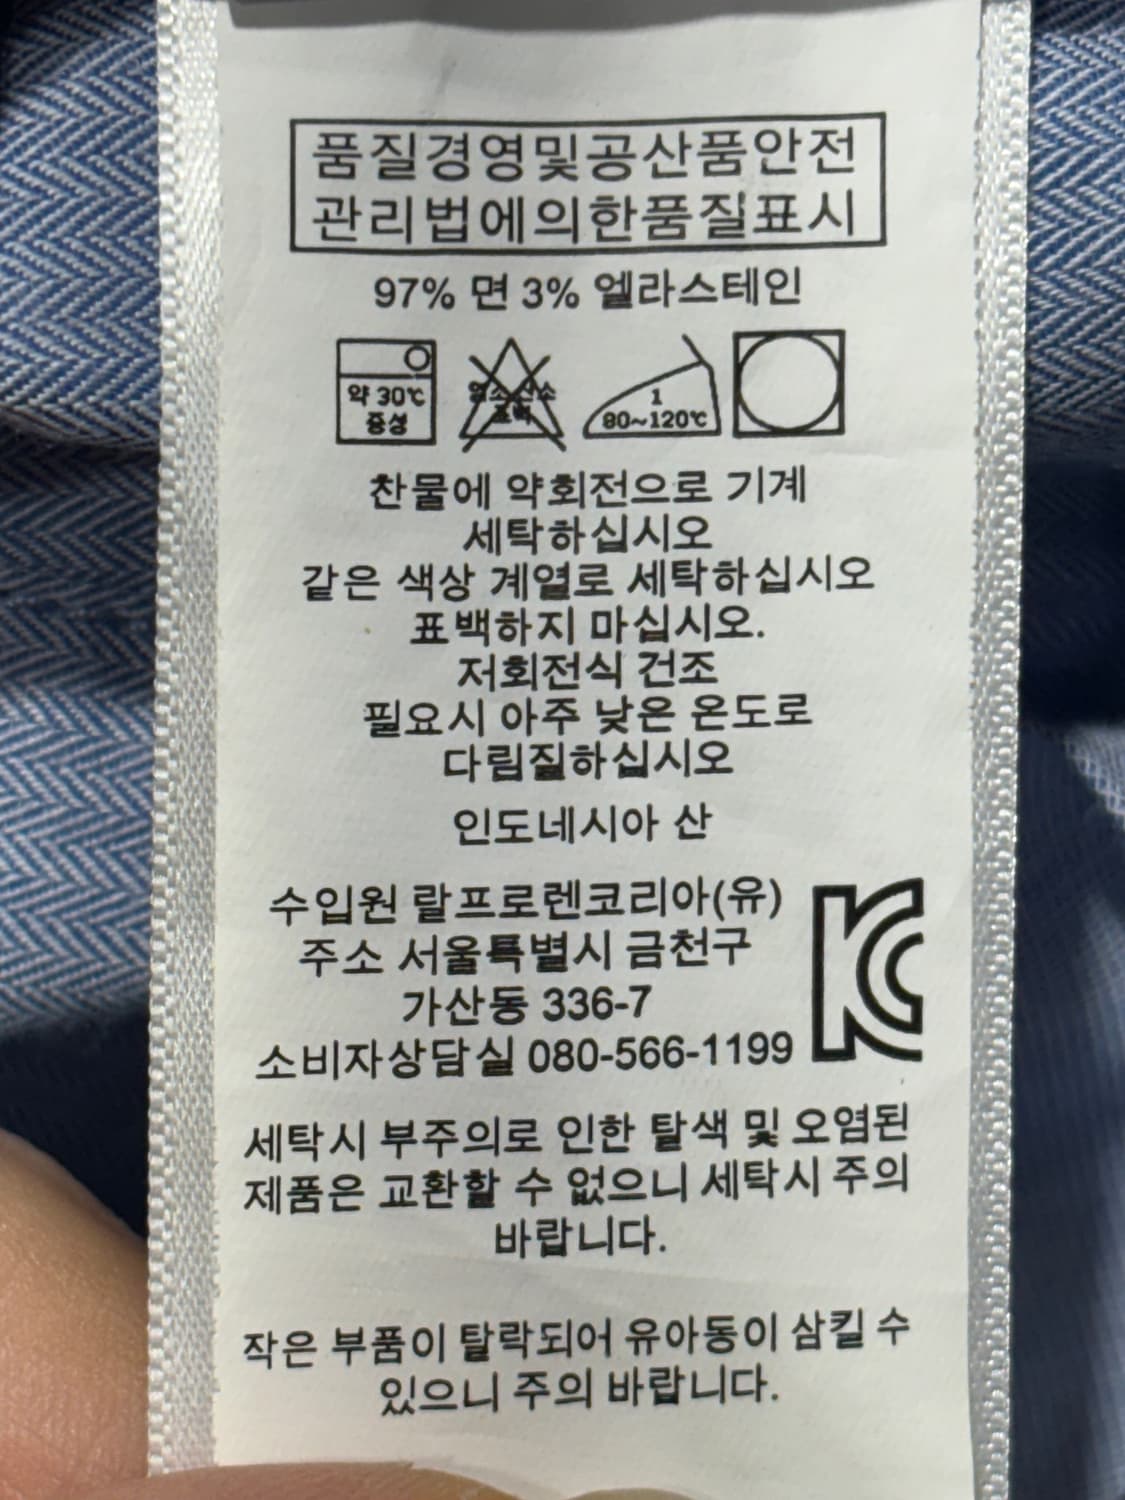 품질경영및공산품안전
관리법에의한품질표시
97% 면 3% 엘라스테인
약 30℃
중성
염소 산소
표백
1
80~120℃
찬물에 약회전으로 기계
세탁하십시오
같은 색상 계열로 세탁하십시오
표백하지 마십시오.
저회전식 건조
필요시 아주 낮은 온도로
다림질하십시오
인도네시아 산
수입원 랄프로렌코리아(유)
주소 서울특별시 금천구
가산동 336-7
소비자상담실 080-566-1199
KC
세탁시 부주의로 인한 탈색 및 오염된
제품은 교환할 수 없으니 세탁시 주의
바랍니다.
작은 부품이 탈락되어 유아동이 삼킬 수
있으니 주의 바랍니다.